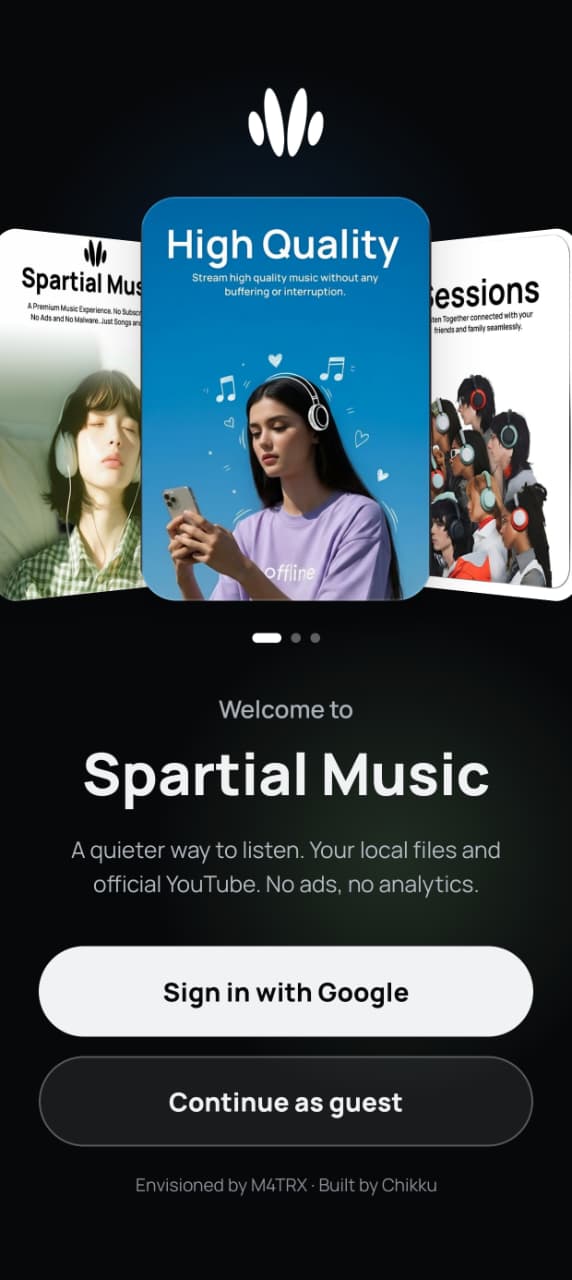 High Quality
Stream high quality music without any
buffering or interruption.
Spartial Mus
A Premium Music Experience. No Subsc
No Ads and No Malware. Just Songs an
essions
friends and family seamlessly.
Together connected with your
offline
Welcome to
Spartial Music
A quieter way to listen. Your local files and
official YouTube. No ads, no analytics.
Sign in with Google
Continue as guest
Envisioned by M4TRX · Built by Chikku